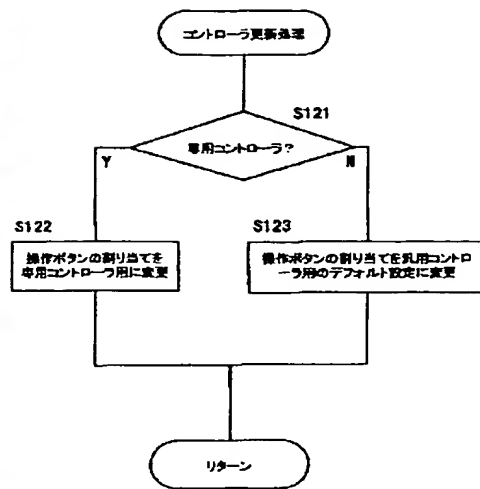 コントローラ更新処理
S121
専用コントローラ?
Y
N
S122
操作ボタンの割り当てを
専用コントローラ用に変更
S123
操作ボタンの割り当てを汎用コントロ
ーラ用のデフォルト設定に変更
リターン